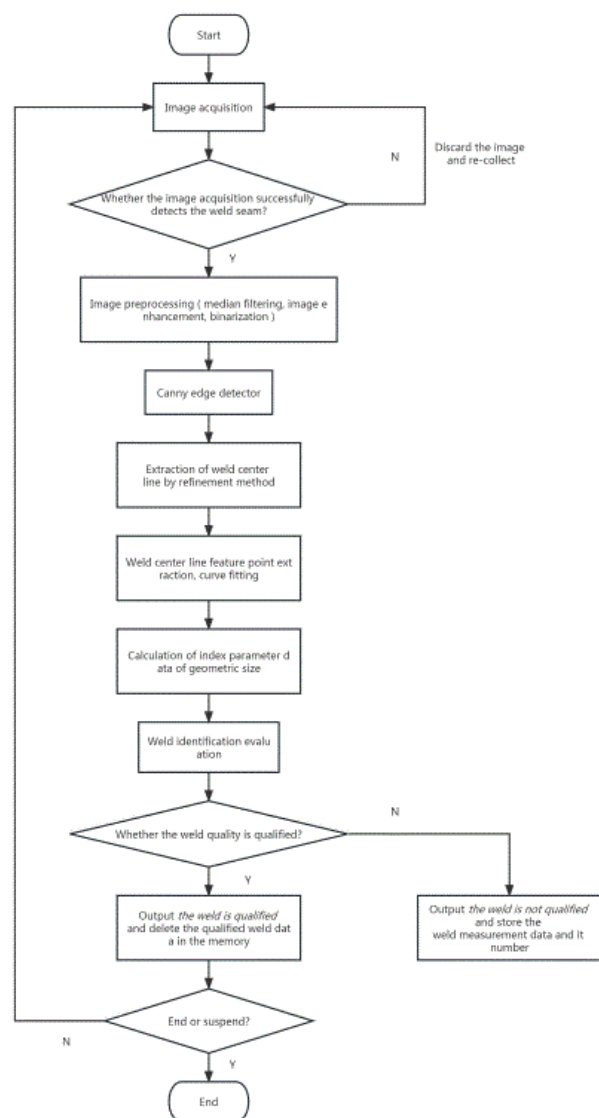 Start
Image acquisition
N
Discard the image
and re-collect
Whether the image acquisition successfully
detects the weld seam?
Y
Image preprocessing ( median filtering, image e
nhancement, binarization )
Canny edge detector
Extraction of weld center
line by refinement method
Weld center line feature point ext
raction, curve fitting
Calculation of index parameter d
ata of geometric size
Weld identification evalu
ation
Whether the weld quality is qualified?
N
Y
Output the weld is qualified
and delete the qualified weld dat
a in the memory
Output the weld is not qualified
and store the
weld measurement data and it
number
End or suspend?
N
Y
End